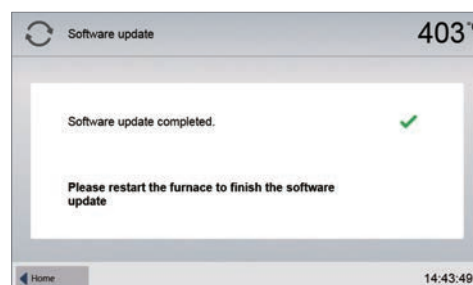 Software update
403
Software update completed.
Please restart the furnace to finish the software
update
Home
14:43:49